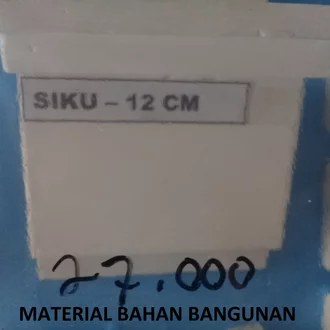 SIKU – 12 CM
27.000
MATERIAL BAHAN BANGUNAN